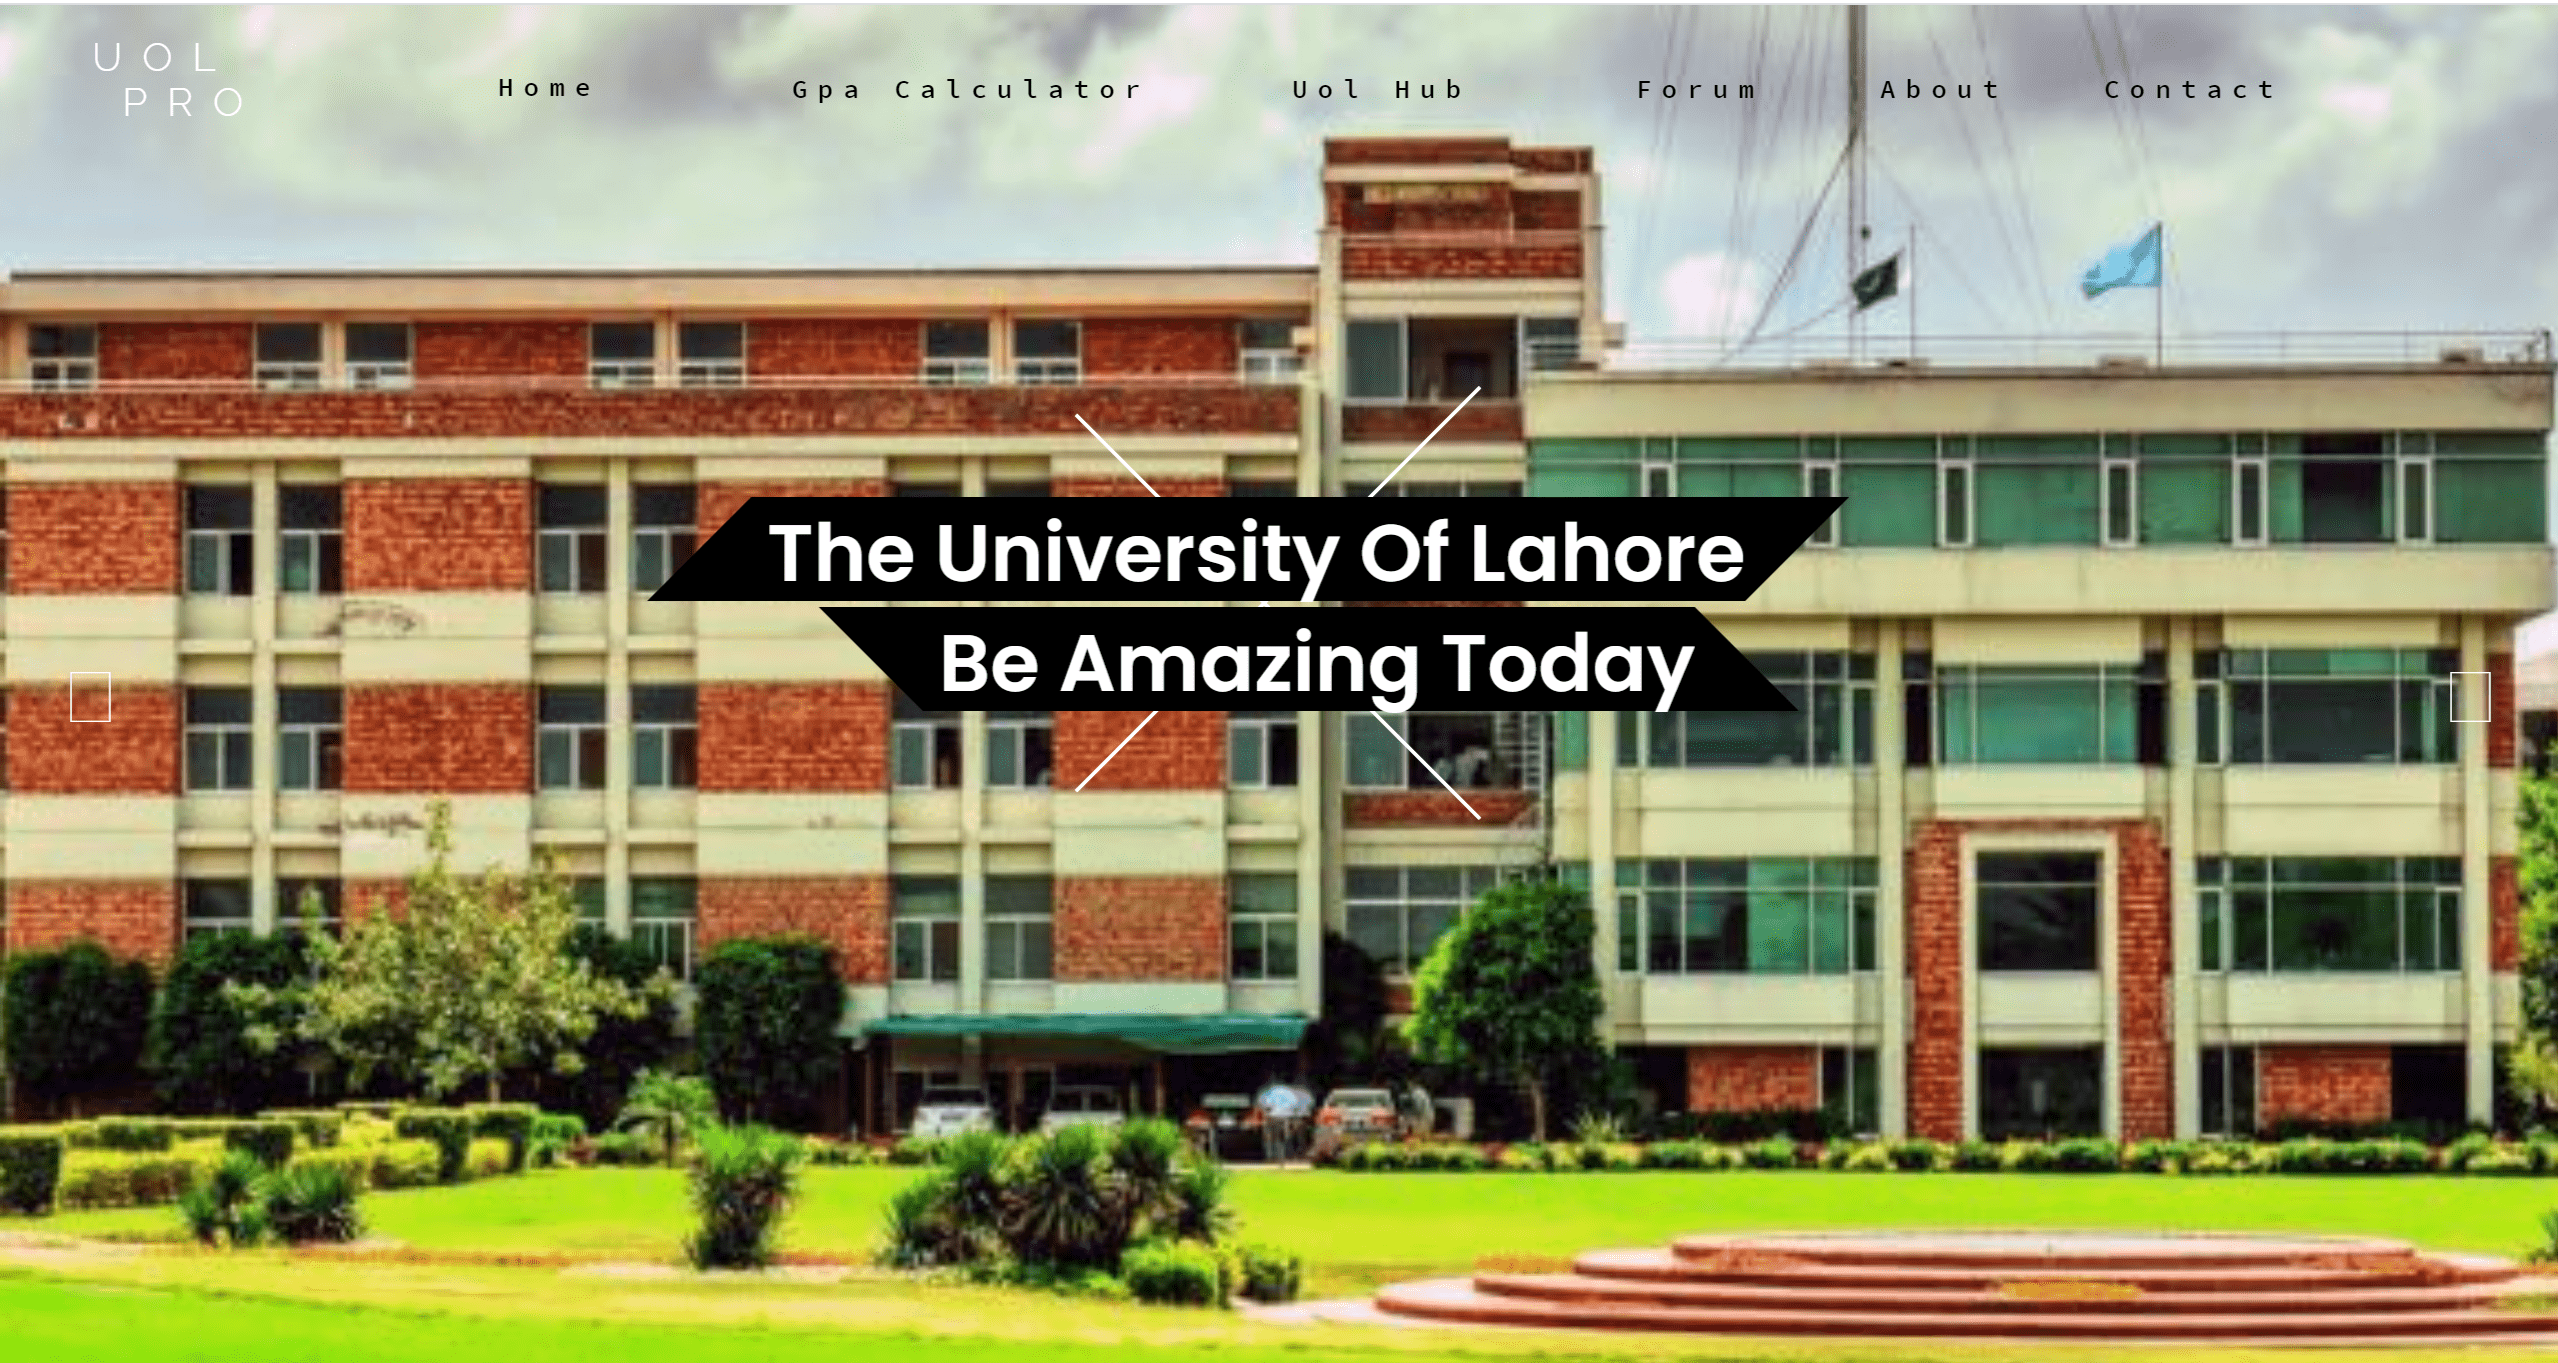 UOL
PRO
Home Gpa Calculator Uol Hub Forum About Contact
The University Of Lahore
Be Amazing Today